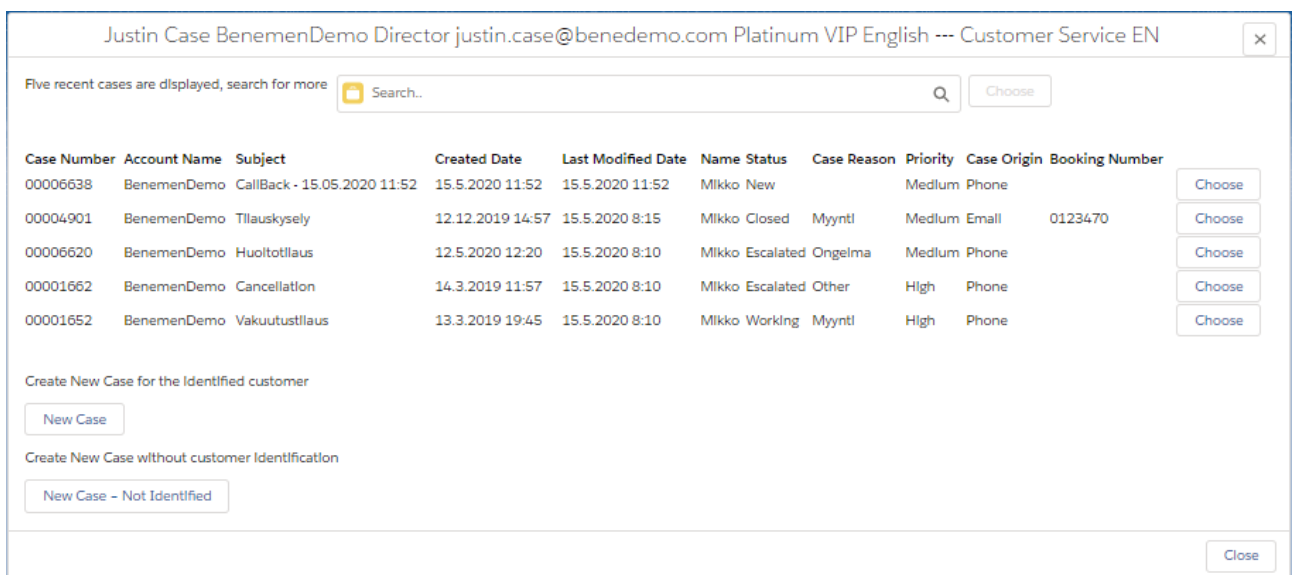 Justin Case BenemenDemo Director justin.case@benedemo.com Platinum VIP English --- Customer Service EN
Five recent cases are displayed, search for more Search.. Choose
Case Number Account Name Subject Created Date Last Modified Date Name Status Case Reason Priority Case Origin Booking Number
00006638 BenemenDemo CallBack - 15.05.2020 11:52 15.5.2020 11:52 15.5.2020 11:52 Mikko New Medium Phone Choose
00004901 BenemenDemo Tilauskysely 12.12.2019 14:57 15.5.2020 8:15 Mikko Closed Myynti Medium Email 0123470 Choose
00006620 BenemenDemo Huoltotilaus 12.5.2020 12:20 15.5.2020 8:10 Mikko Escalated Ongelma Medium Phone Choose
00001662 BenemenDemo Cancellation 14.3.2019 11:57 15.5.2020 8:10 Mikko Escalated Other High Phone Choose
00001652 BenemenDemo Vakuutustilaus 13.3.2019 19:45 15.5.2020 8:10 Mikko Working Myynti High Phone Choose
Create New Case for the identified customer
New Case
Create New Case without customer identification
New Case - Not Identified
Close